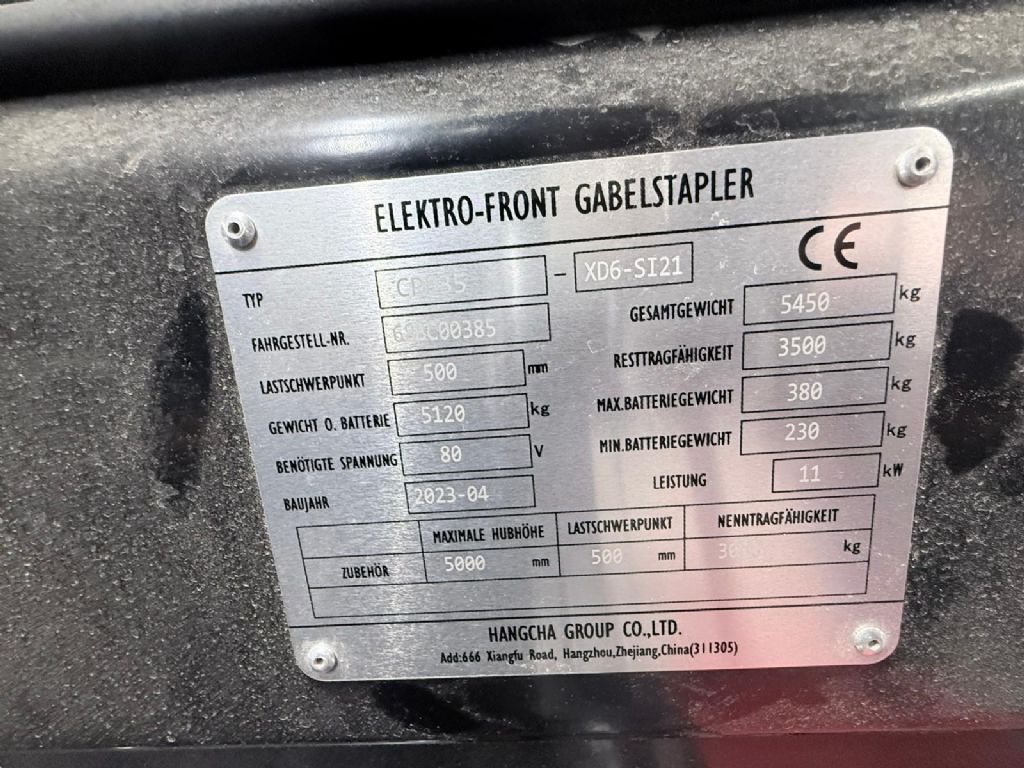 ELEKTRO-FRONT GABELSTAPLER
TYP - XD6-SI21 CE
FAHRGESTELL-NR.
LASTSCHWERPUNKT 500 mm
GEWICHT O. BATTERIE 5120 kg
BENÖTIGTE SPANNUNG 80 V
BAUJAHR 2023-04
GESAMTGEWICHT 5450 kg
RESTTRAGFÄHIGKEIT 3500 kg
MAX.BATTERIEGEWICHT 380 kg
MIN.BATTERIEGEWICHT 230 kg
LEISTUNG 11 kW
MAXIMALE HUBHÖHE LASTSCHWERPUNKT NENNTRAGFÄHIGKEIT
ZUBEHÖR 5000 mm 500 mm kg
HANGCHA GROUP CO.,LTD.
Add:666 Xiangfu Road, Hangzhou,Zhejiang,China(311305)